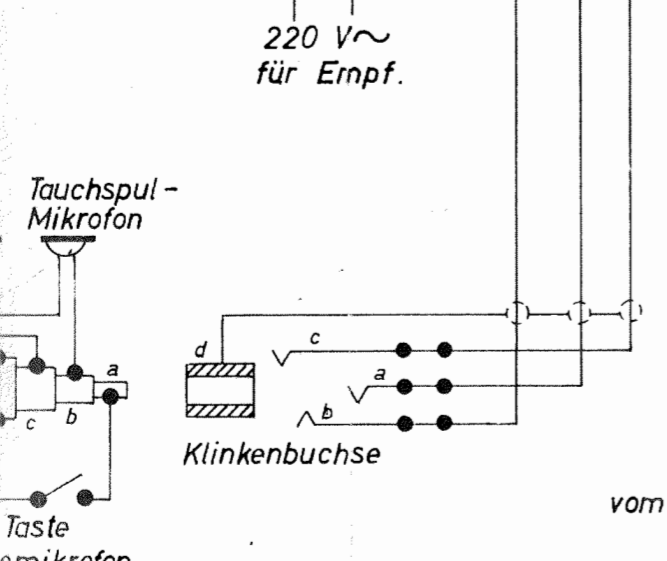 220 V~
für Empf.
Tauchspul-
Mikrofon
d
c
a
a
b
c
b
Klinkenbuchse
vom
Taste